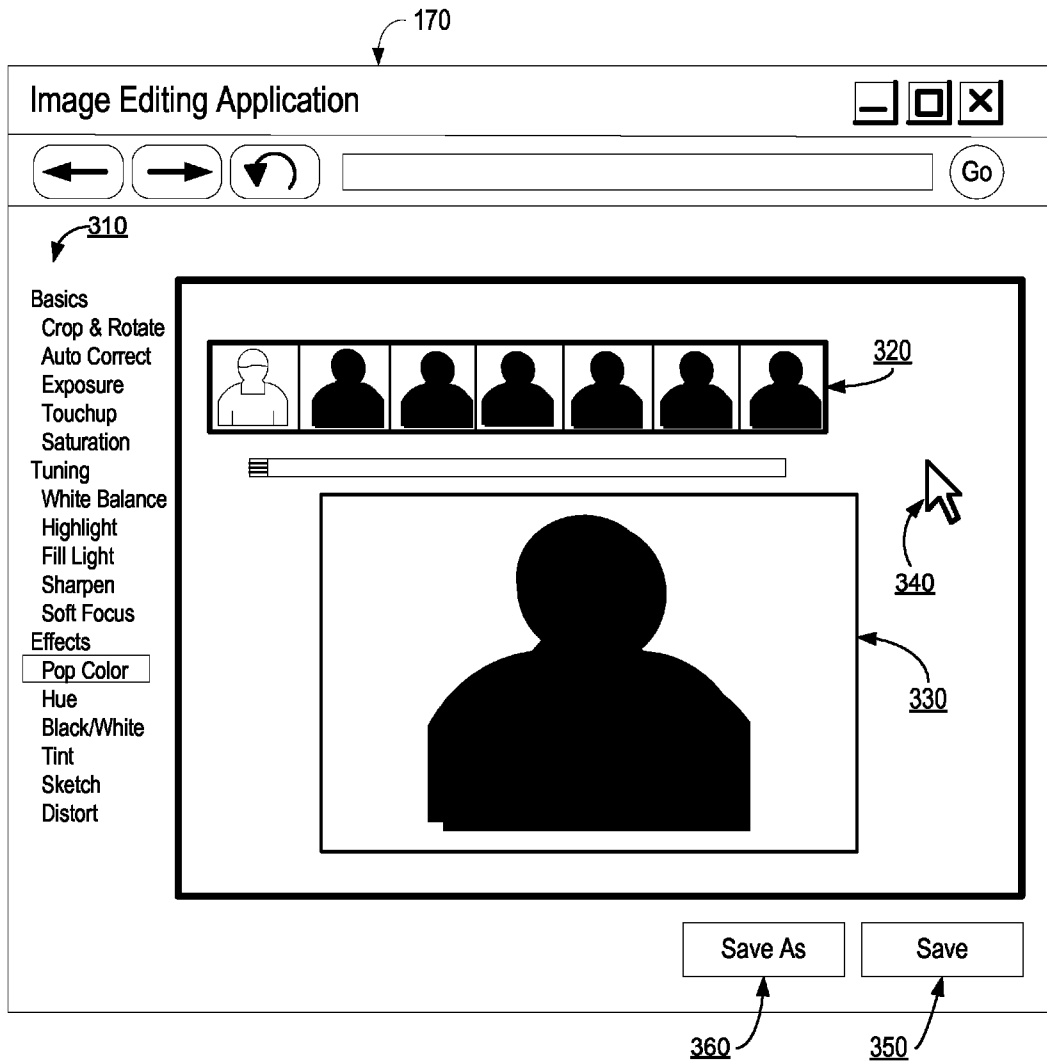 170
Image Editing Application
Go
310
Basics
Crop & Rotate
Auto Correct
Exposure
Touchup
Saturation
Tuning
White Balance
Highlight
Fill Light
Sharpen
Soft Focus
Effects
Pop Color
Hue
Black/White
Tint
Sketch
Distort
320
340
330
Save As
Save
360
350